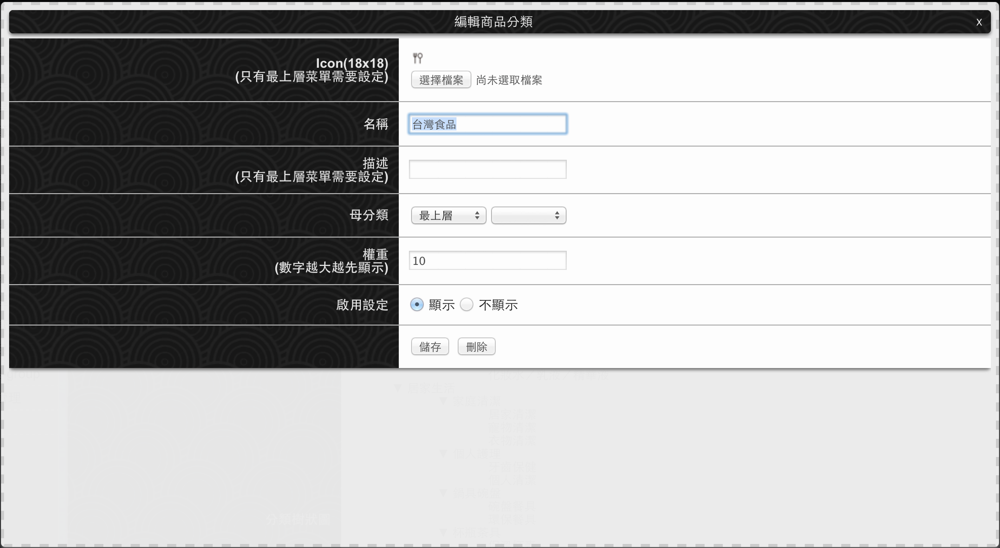 編輯商品分類
X
Icon(18x18)
(只有最上層菜單需要設定)
選擇檔案 尚未選取檔案
名稱
台灣食品
描述
(只有最上層菜單需要設定)
母分類
最上層
權重
(數字越大越先顯示)
10
啟用設定
顯示 不顯示
儲存 刪除
group
▼ 居家生活
▼ 家庭清潔
居家清潔
寵物清潔
衣物清潔
▼ 個人護理
牙齒保健
個人清潔
分類樹狀圖